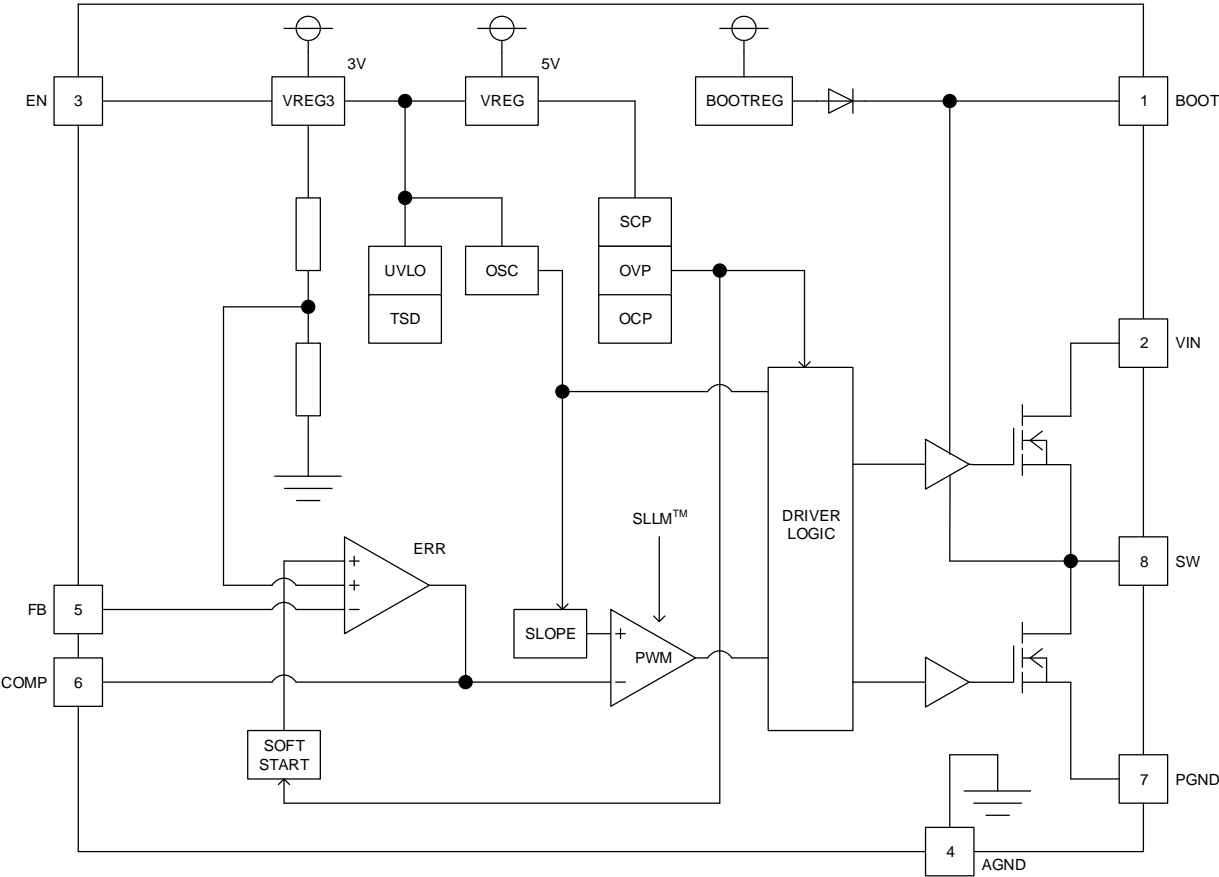 3V
5V
EN
3
VREG3
VREG
BOOTREG
1
BOOT
SCP
UVLO
OSC
OVP
TSD
OCP
2
VIN
SLLM™
DRIVER
LOGIC
ERR
+
+
−
8
SW
FB
5
SLOPE
+
PWM
−
COMP
6
SOFT
START
7
PGND
4
AGND